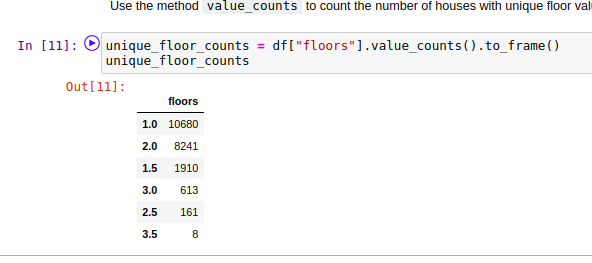 Use the method value_counts to count the number of houses with unique floor
In [11]: unique_floor_counts = df["floors"].value_counts().to_frame()
unique_floor_counts
Out[11]:
floors
1.0 10680
2.0 8241
1.5 1910
3.0 613
2.5 161
3.5 8